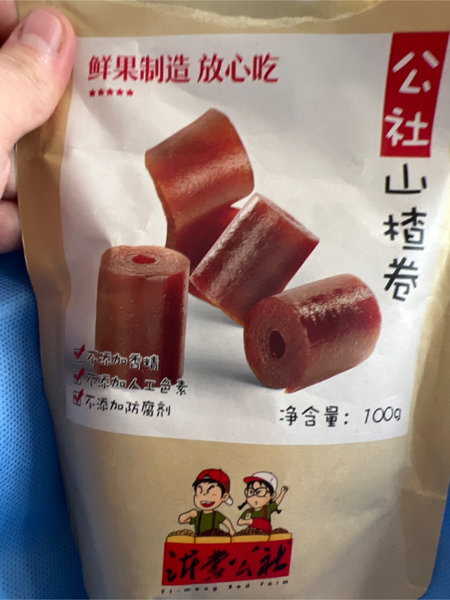 鲜果制造 放心吃
公社
山楂卷
不添加香精
不添加人工色素
不添加防腐剂
净含量: 100g
沂蒙公社
Yi-meng Red Farm